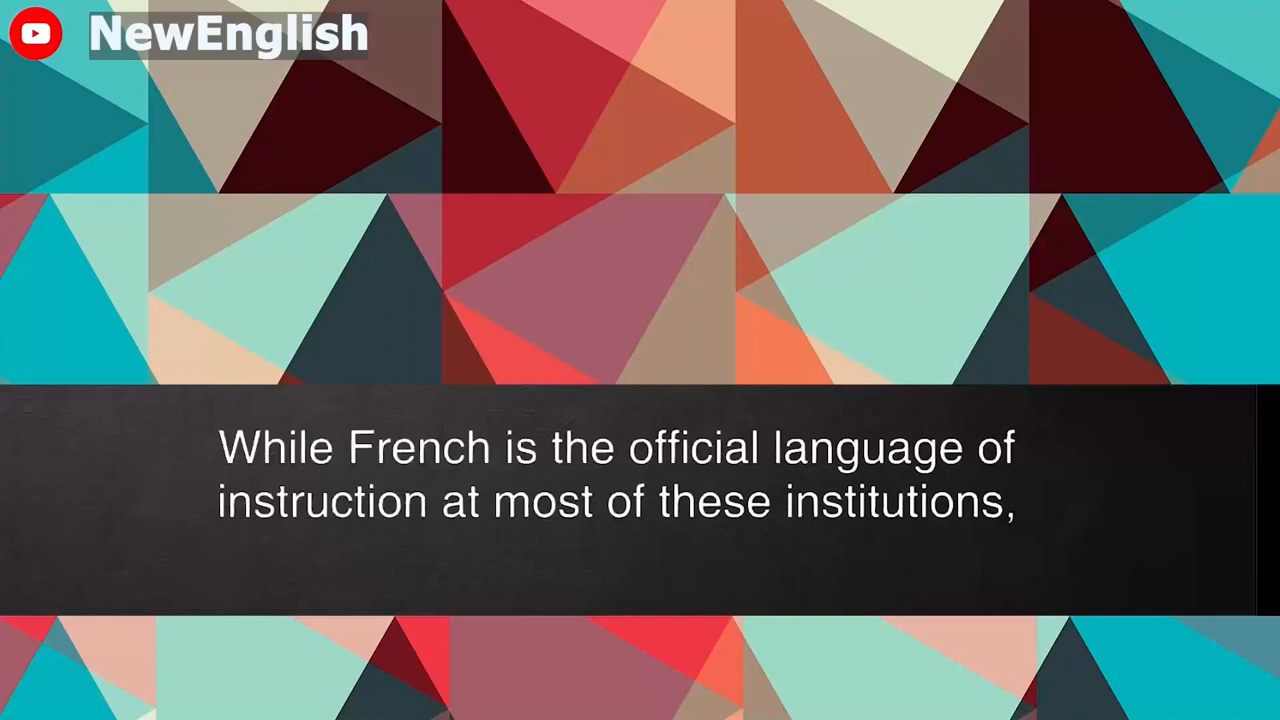 NewEnglish
While French is the official language of
instruction at most of these institutions,